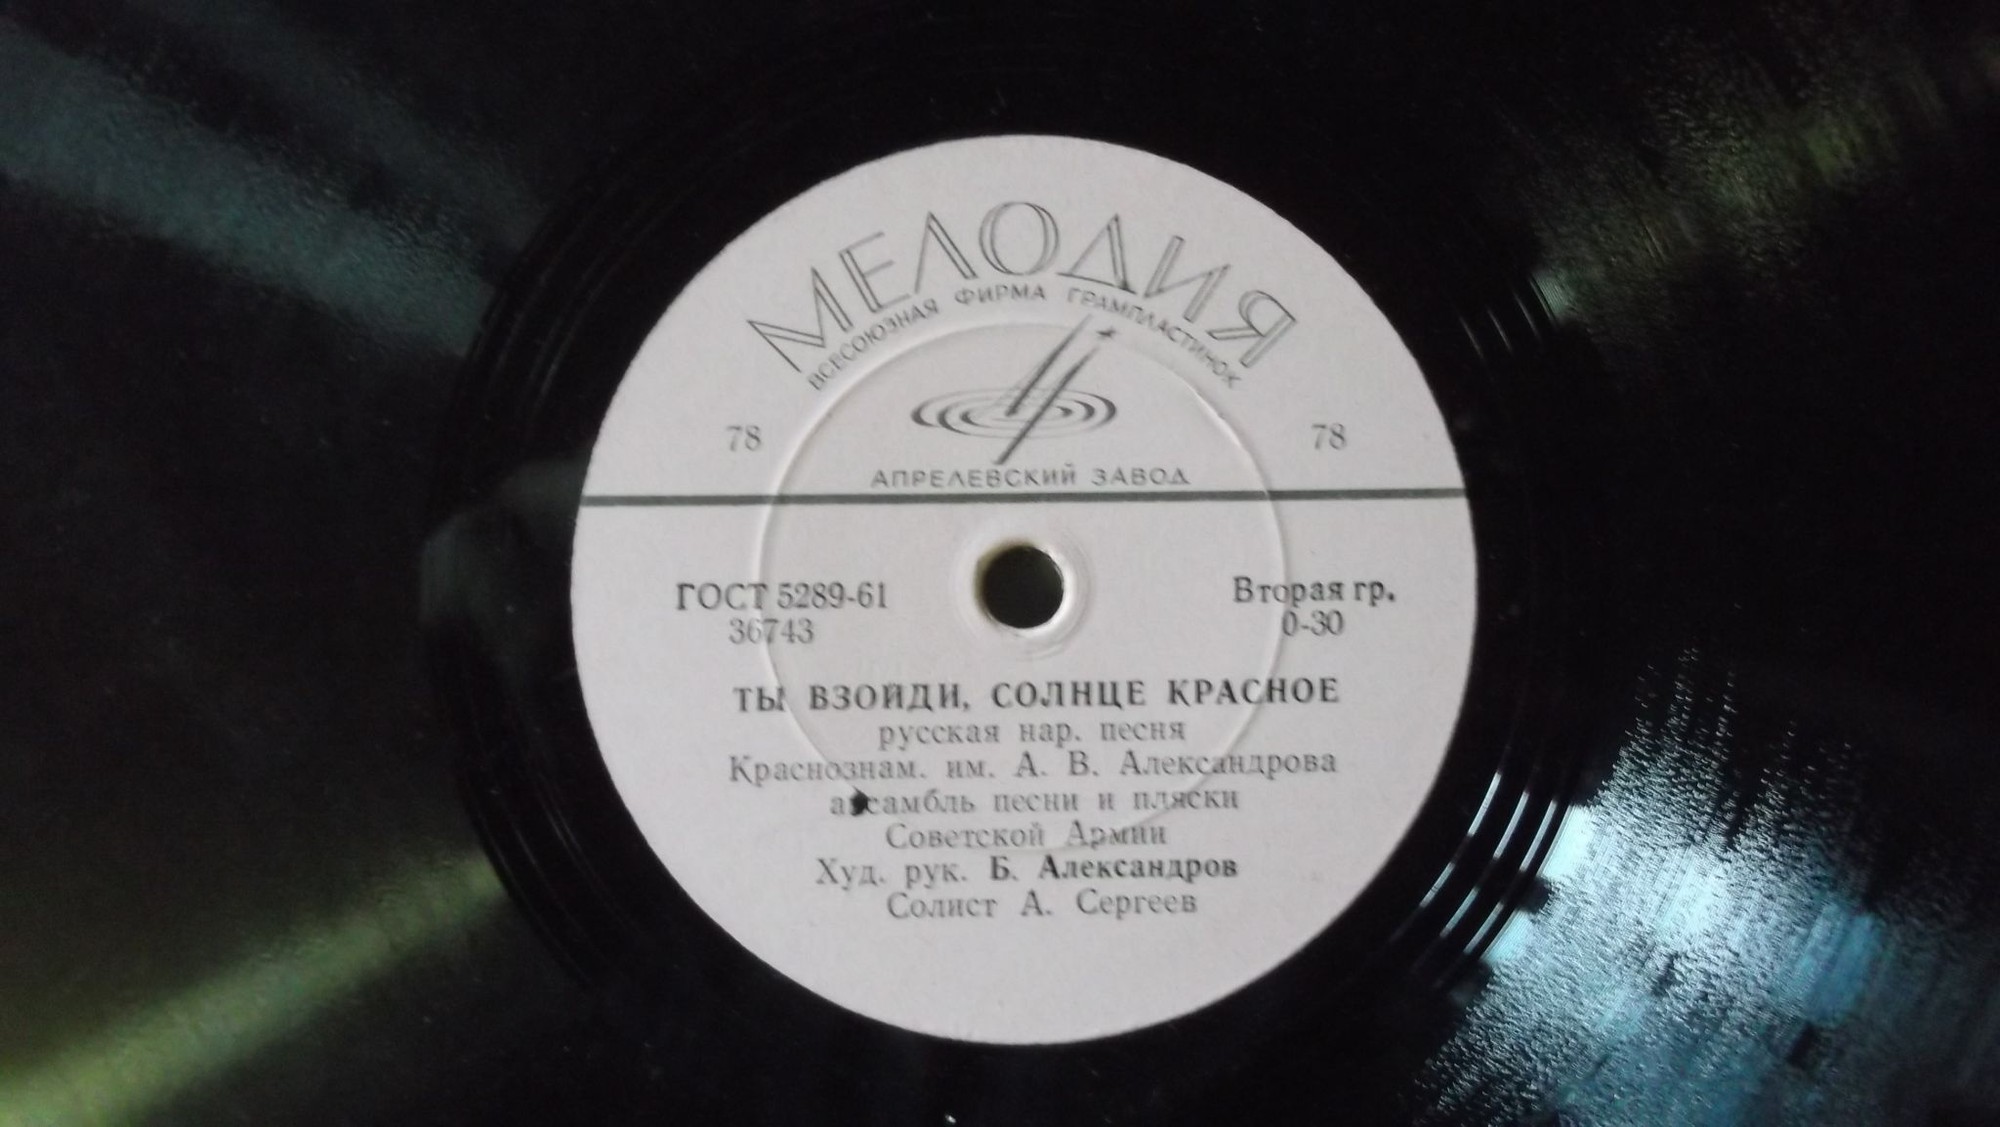 МЕЛОДИЯ
ВСЕСОЮЗНАЯ ФИРМА ГРАМПЛАСТИНОК
78 78
АПРЕЛЕВСКИЙ ЗАВОД
ГОСТ 5289-61 Вторая гр.
36743 0-30
ТЫ ВЗОЙДИ, СОЛНЦЕ КРАСНОЕ
русская нар. песня
Краснознам. им. А. В. Александрова
ансамбль песни и пляски
Советской Армии
Худ. рук. Б. Александров
Солист А. Сергеев